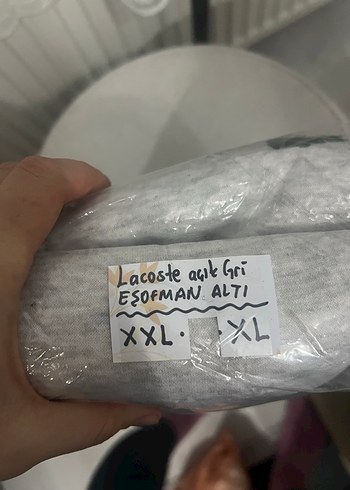 Lacoste açık Gri
EŞOFMAN ALTI
XXL. .XL